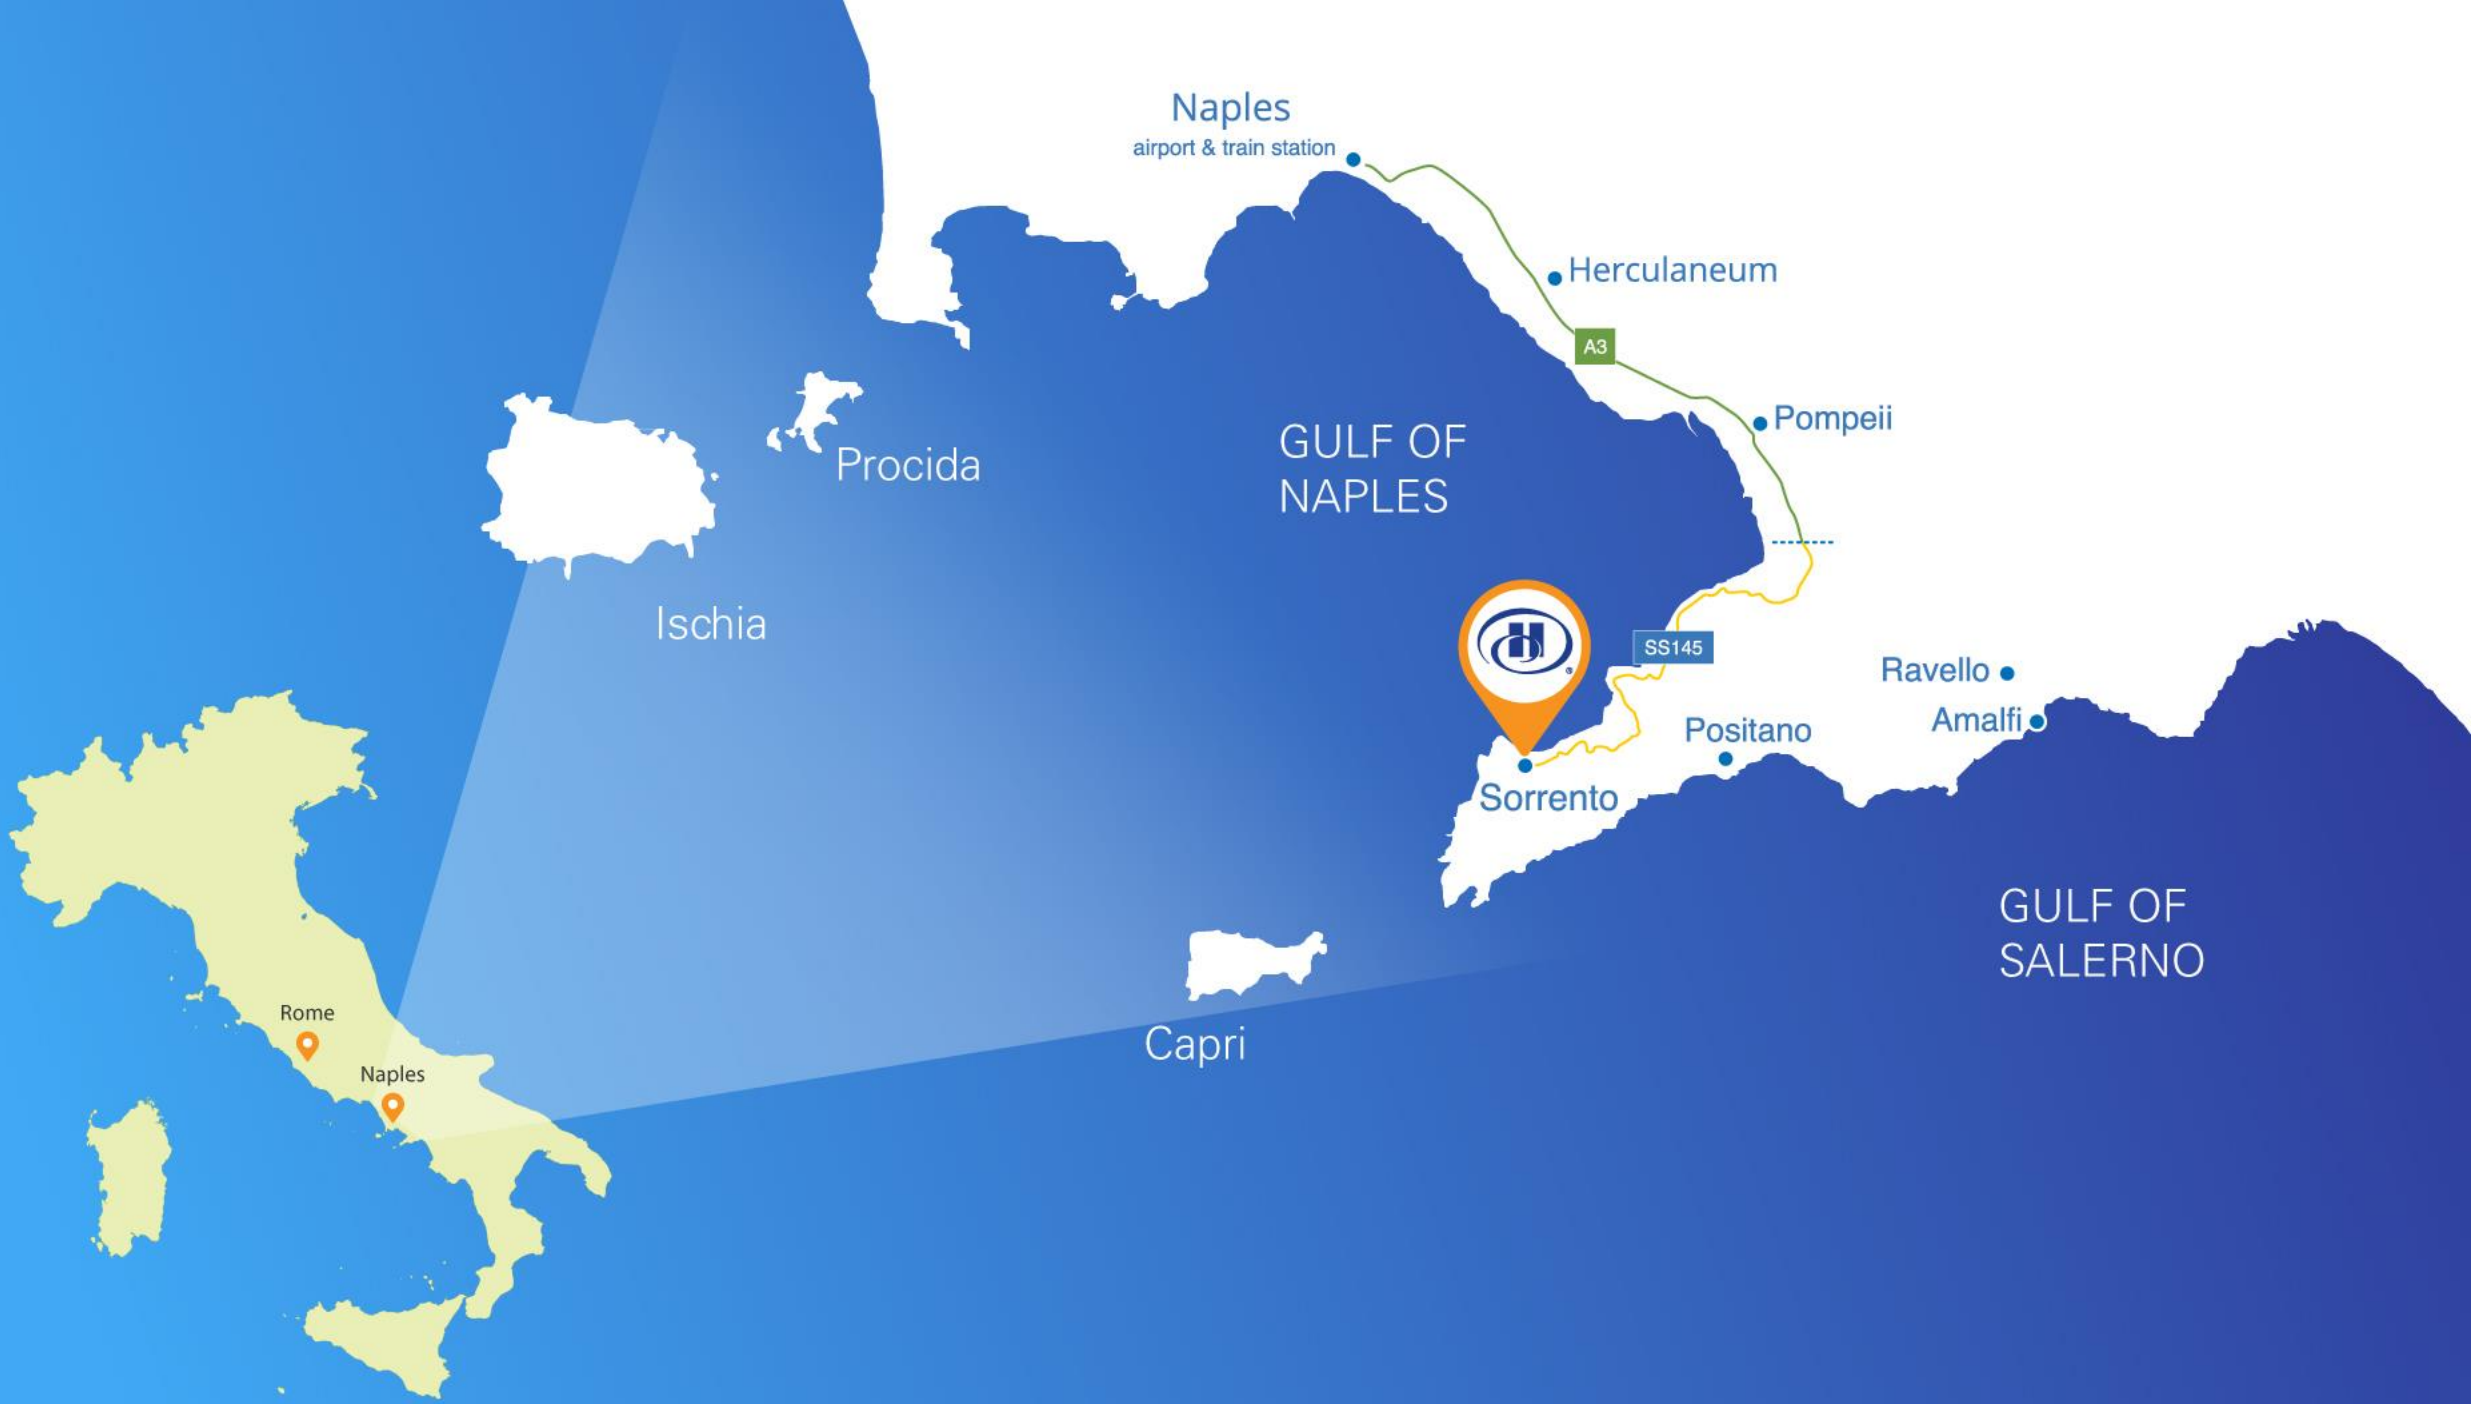 Naples
airport & train station
Herculaneum
A3
Pompeii
GULF OF
NAPLES
Procida
Ischia
SS145
Ravello
Amalfi
Positano
Sorrento
GULF OF
SALERNO
Capri
Rome
Naples
H
®